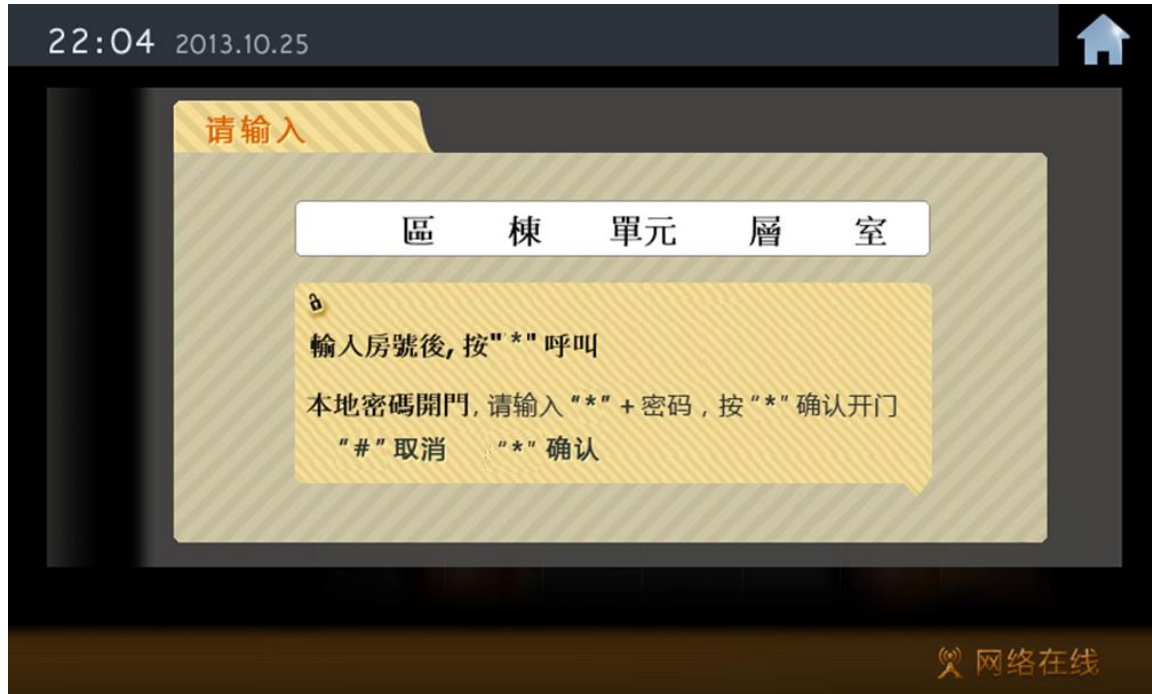 22:04 2013.10.25
请输入
區 棟 單元 層 室
輸入房號後, 按"*" 呼叫
本地密碼開門, 请输入 "*" + 密码 , 按 "*" 确认开门
"#" 取消 "*" 确认
网络在线